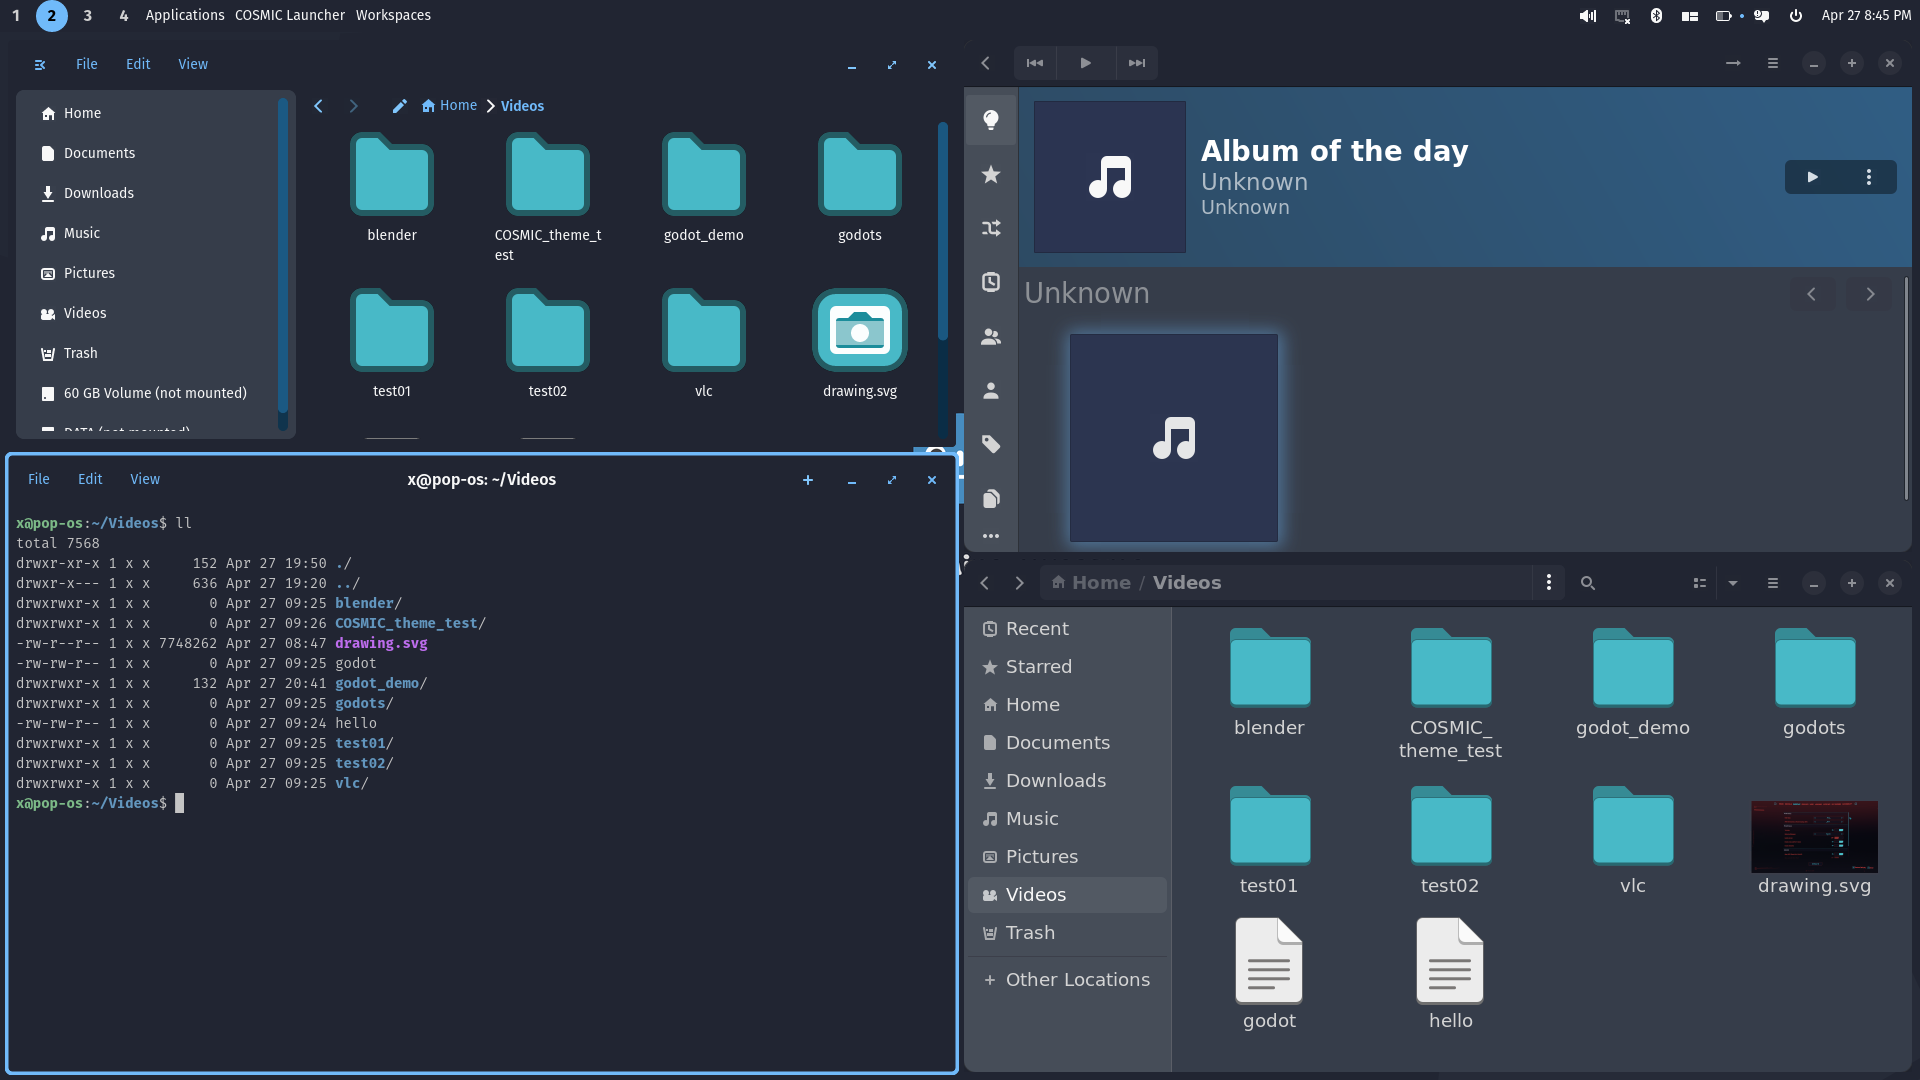 1 2 3 4 Applications COSMIC Launcher Workspaces Apr 27 8:45 PM
File Edit View
Home
Documents
Downloads
Music
Pictures
Videos
Trash
60 GB Volume (not mounted)
DATA (not mounted)
Home Videos
blender COSMIC_theme_t
est godot_demo godots
test01 test02 vlc drawing.svg
Album of the day
Unknown
Unknown
Unknown
File Edit View x@pop-os: ~/Videos
x@pop-os:~/Videos$ ll
total 7568
drwxr-xr-x 1 x x     152 Apr 27 19:50 ./
drwxr-x--- 1 x x     636 Apr 27 19:20 ../
drwxrwxr-x 1 x x       0 Apr 27 09:25 blender/
drwxrwxr-x 1 x x       0 Apr 27 09:26 COSMIC_theme_test/
-rw-r--r-- 1 x x 7748262 Apr 27 08:47 drawing.svg
-rw-rw-r-- 1 x x       0 Apr 27 09:25 godot
drwxrwxr-x 1 x x     132 Apr 27 20:41 godot_demo/
drwxrwxr-x 1 x x       0 Apr 27 09:25 godots/
-rw-rw-r-- 1 x x       0 Apr 27 09:24 hello
drwxrwxr-x 1 x x       0 Apr 27 09:25 test01/
drwxrwxr-x 1 x x       0 Apr 27 09:25 test02/
drwxrwxr-x 1 x x       0 Apr 27 09:25 vlc/
x@pop-os:~/Videos$
Home / Videos
Recent
Starred
Home
Documents
Downloads
Music
Pictures
Videos
Trash
Other Locations
blender COSMIC_
theme_test godot_demo godots
test01 test02 vlc drawing.svg
godot hello